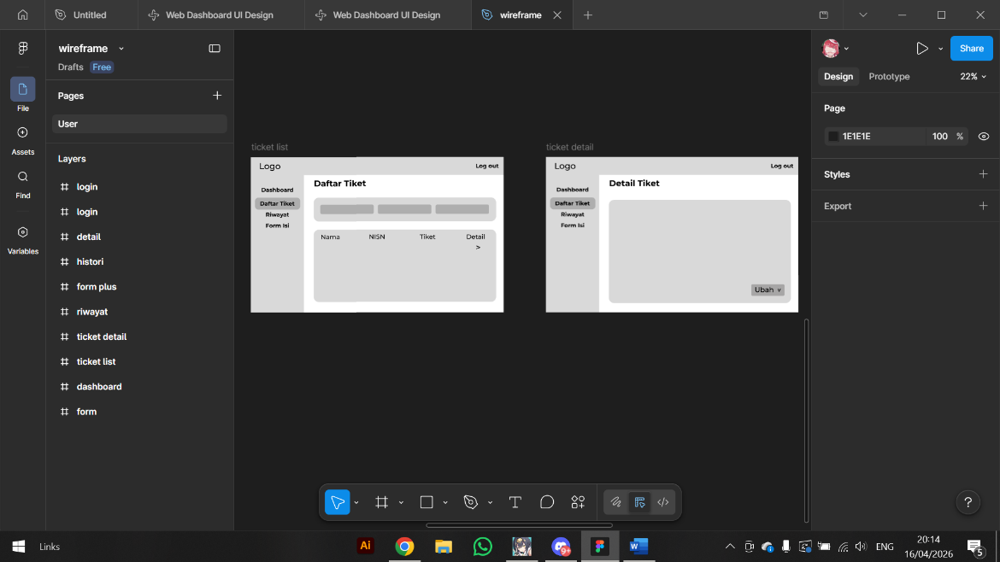 Untitled
Web Dashboard UI Design
Web Dashboard UI Design
wireframe
wireframe
Drafts
Free
File
Assets
Find
Variables
Pages
User
Layers
login
login
detail
histori
form plus
riwayat
ticket detail
ticket list
dashboard
form
ticket list
Logo
Log out
Dashboard
Daftar Tiket
Riwayat
Form Isi
Daftar Tiket
Nama
NISN
Tiket
Detail
>
ticket detail
Logo
Log out
Dashboard
Daftar Tiket
Riwayat
Form Isi
Detail Tiket
Ubah v
Share
Design
Prototype
22%
Page
1E1E1E
100
%
Styles
Export
?
Links
Ai
9+
W
ENG
20:14
16/04/2026
5